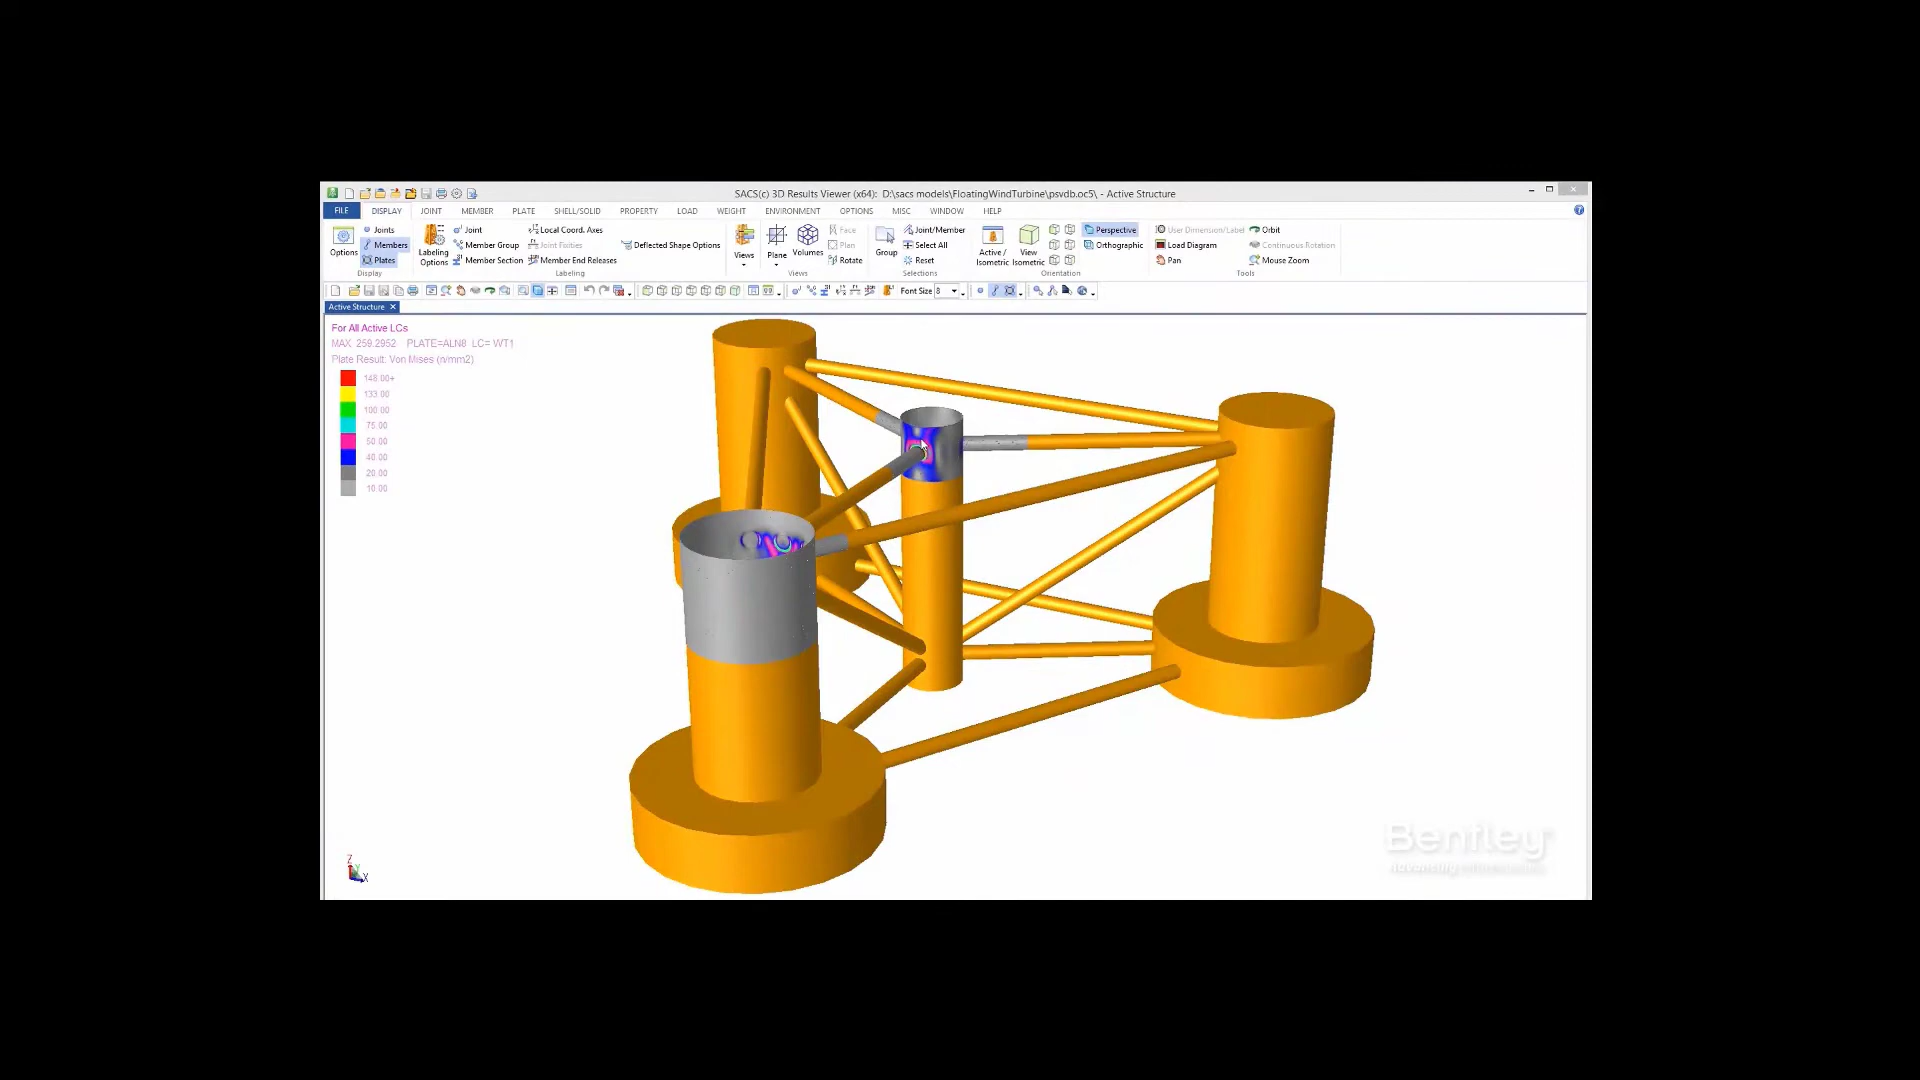 SACS(c) 3D Results Viewer (x64): D:\sacs models\FloatingWindTurbine\psvdb.oc5\ - Active Structure
FILE DISPLAY JOINT MEMBER PLATE SHELL/SOLID PROPERTY LOAD WEIGHT ENVIRONMENT OPTIONS MISC WINDOW HELP
Options
Joints
Members
Plates
Display
Labeling Options
Joint
Member Group
Member Section
Local Coord. Axes
Joint Fixities
Member End Releases
Deflected Shape Options
Labeling
Views
Plane
Volumes
Face
Plan
Rotate
Views
Group
Joint/Member
Select All
Reset
Selections
Active / Isometric
View Isometric
Perspective
Orthographic
Orientation
User Dimension/Label
Load Diagram
Pan
Orbit
Continuous Rotation
Mouse Zoom
Tools
Font Size 8
Active Structure
For All Active LCs
MAX 259.2952 PLATE=ALN8 LC= WT1
Plate Result: Von Mises (n/mm2)
148.00+
133.00
100.00
75.00
50.00
40.00
20.00
10.00
Z
Y
X
Bentley
Advancing Infrastructure